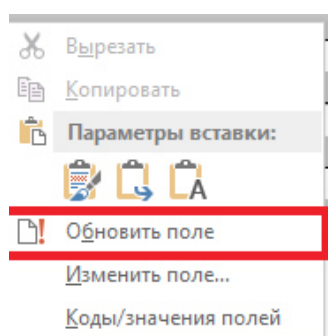 Вырезать
Копировать
Параметры вставки:
A
Обновить поле
Изменить поле...
Коды/значения полей